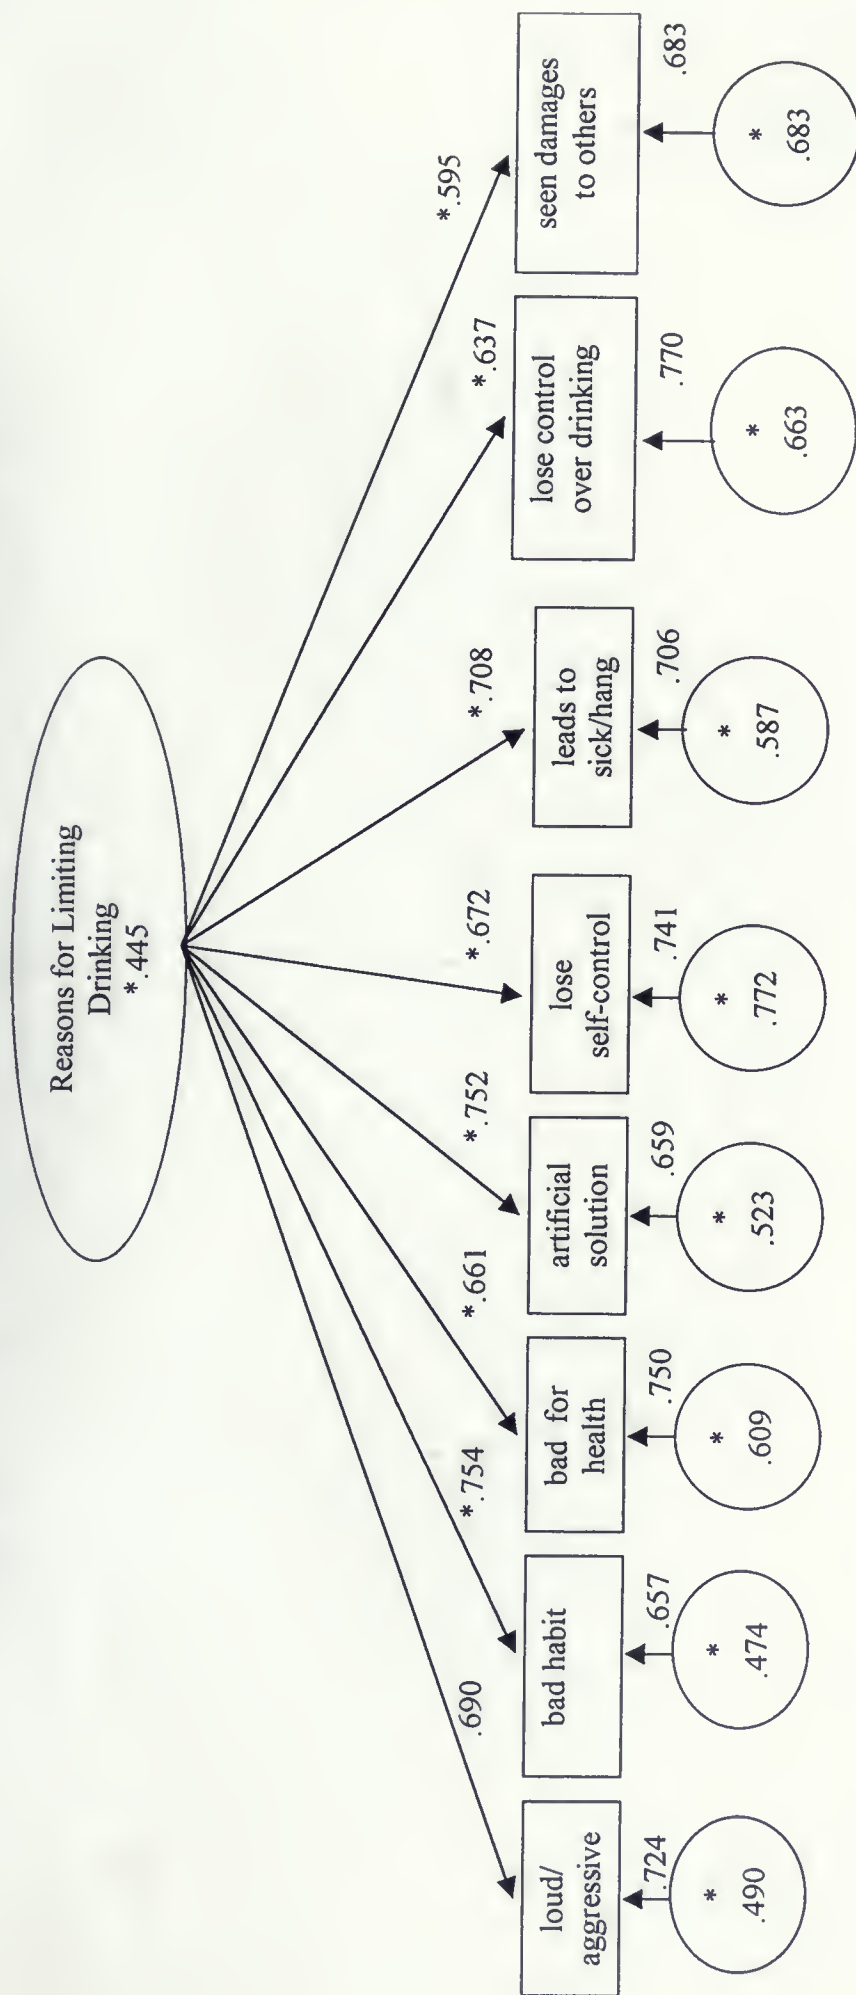 Reasons for Limiting
Drinking
*.445
.690
*.754
*.661
*.752
*.672
*.708
*.637
*.595
loud/
aggressive
bad habit
bad for
health
artificial
solution
lose
self-control
leads to
sick/hang
lose control
over drinking
seen damages
to others
.724
.657
.750
.659
.741
.706
.770
.683
*
.490
*
.474
*
.609
*
.523
*
.772
*
.587
*
.663
*
.683